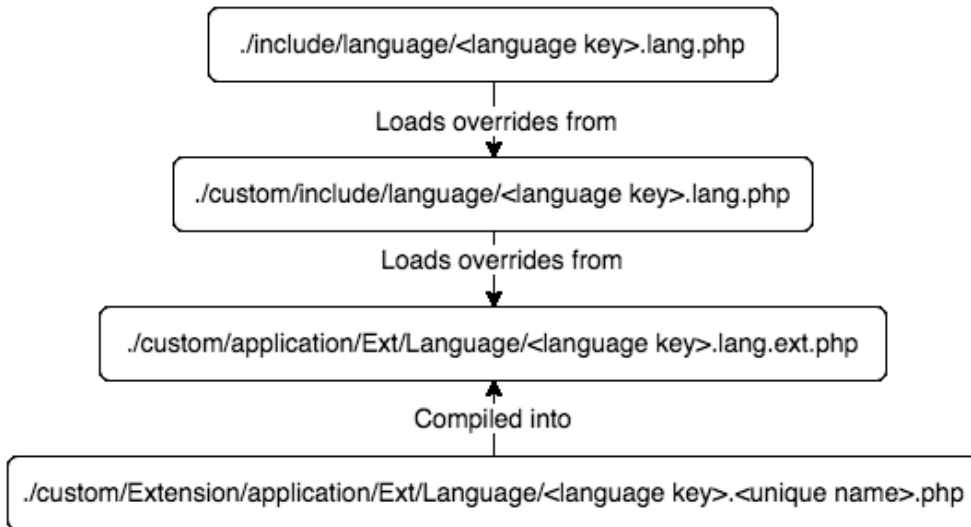 ./include/language/<language key>.lang.php
Loads overrides from
./custom/include/language/<language key>.lang.php
Loads overrides from
./custom/application/Ext/Language/<language key>.lang.ext.php
Compiled into
./custom/Extension/application/Ext/Language/<language key>.<unique name>.php